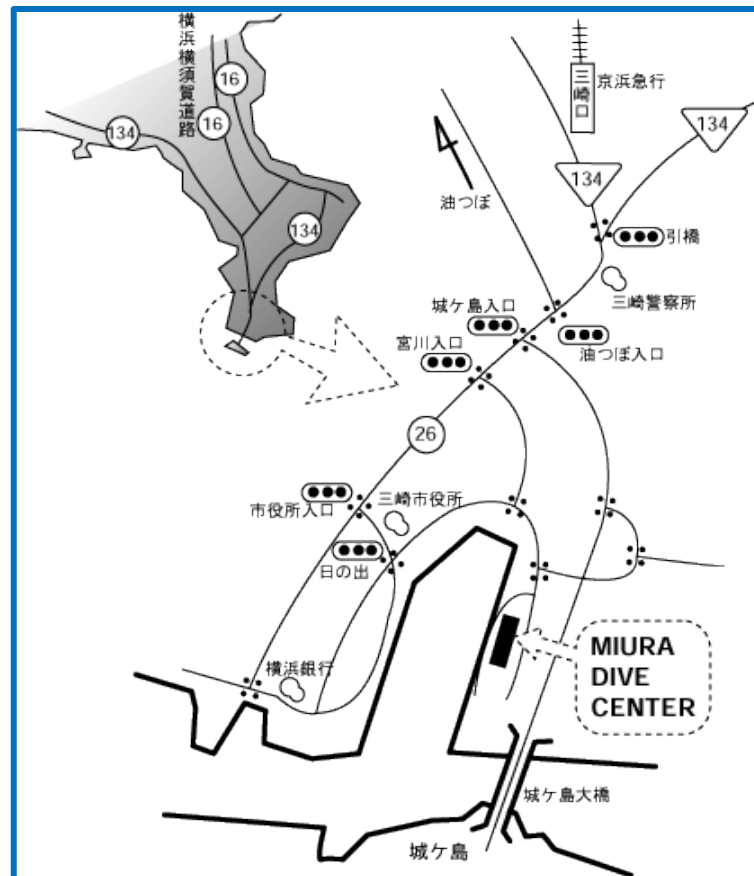 横浜横須賀道路
16
16
134
134
三崎口
京浜急行
134
134
油つぼ
引橋
三崎警察所
城ケ島入口
油つぼ入口
宮川入口
26
市役所入口
三崎市役所
日の出
横浜銀行
MIURA
DIVE
CENTER
城ケ島大橋
城ケ島